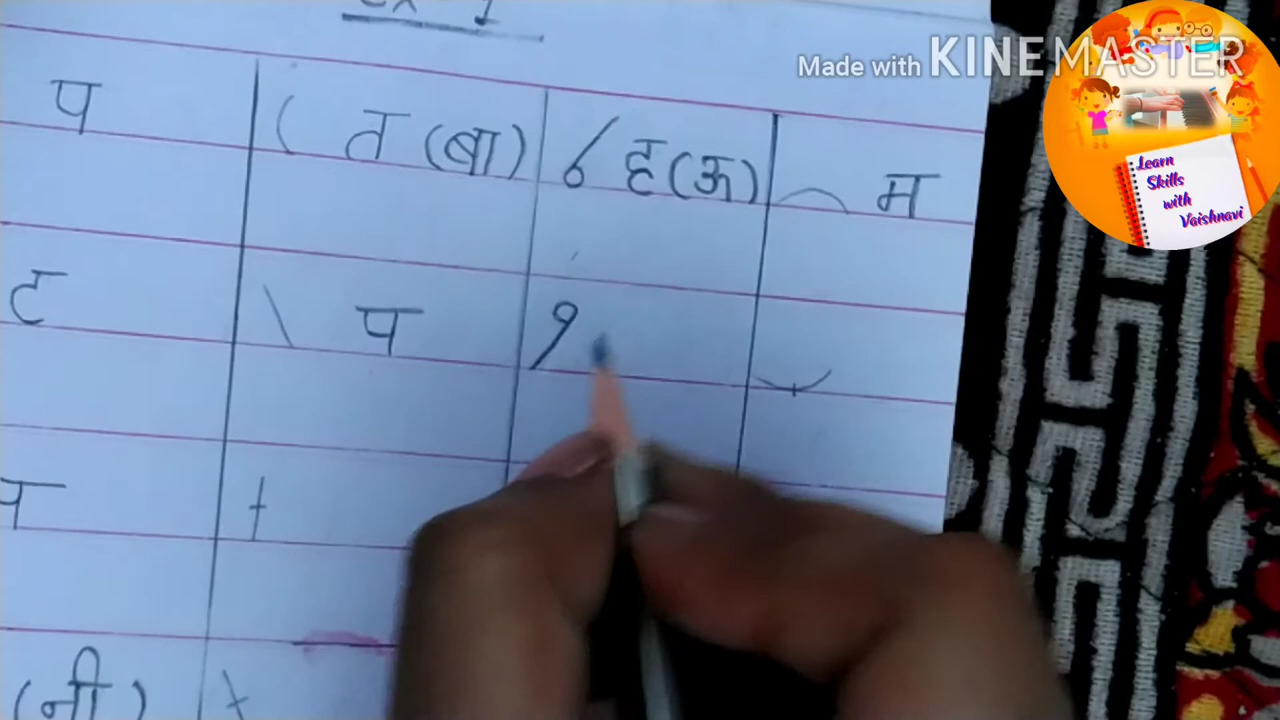 Made with KINEMASTER
Learn
Skills
with
Vaishnavi
प ( त (बा) ह (ऊ) म
ट \ प
प +
(नी)